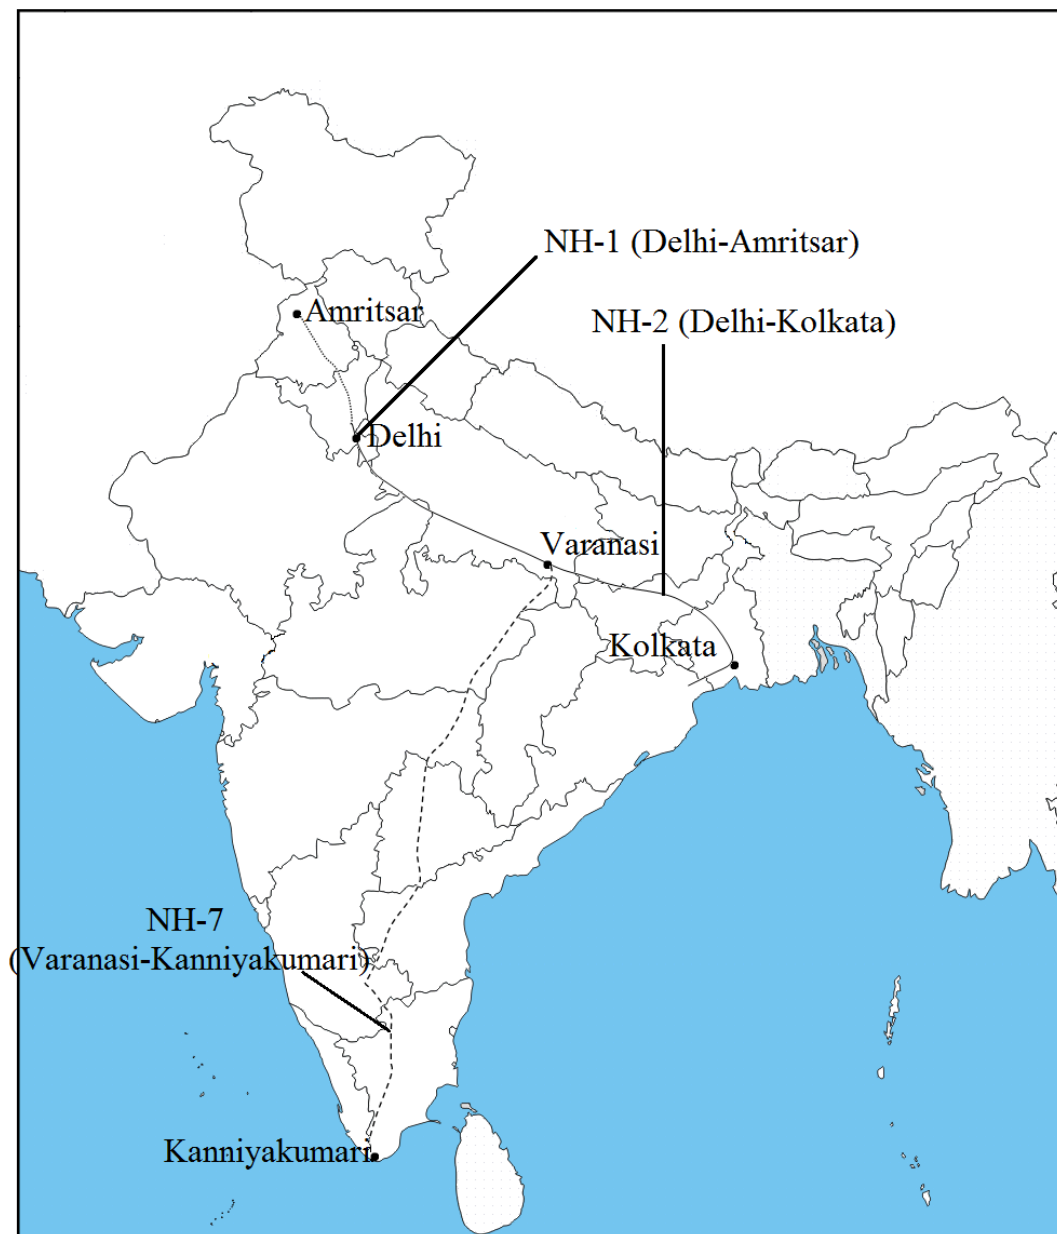 NH-1 (Delhi-Amritsar)
Amritsar
NH-2 (Delhi-Kolkata)
Delhi
Varanasi
Kolkata
NH-7
(Varanasi-Kanniyakumari)
Kanniyakumari